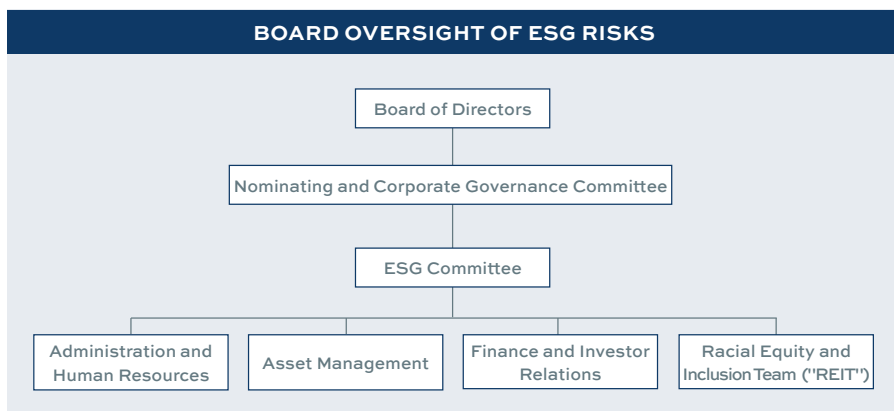 BOARD OVERSIGHT OF ESG RISKS
Board of Directors
Nominating and Corporate Governance Committee
ESG Committee
Administration and
Human Resources
Asset Management
Finance and Investor
Relations
Racial Equity and
Inclusion Team ("REIT")